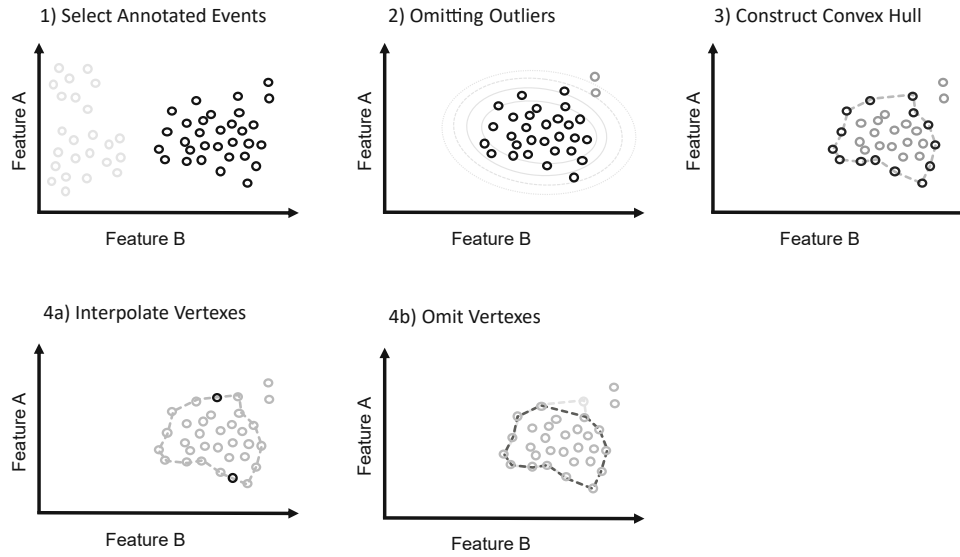 1) Select Annotated Events
2) Omitting Outliers
3) Construct Convex Hull
Feature A
Feature B
Feature A
Feature B
Feature A
Feature B
4a) Interpolate Vertexes
4b) Omit Vertexes
Feature A
Feature B
Feature A
Feature B